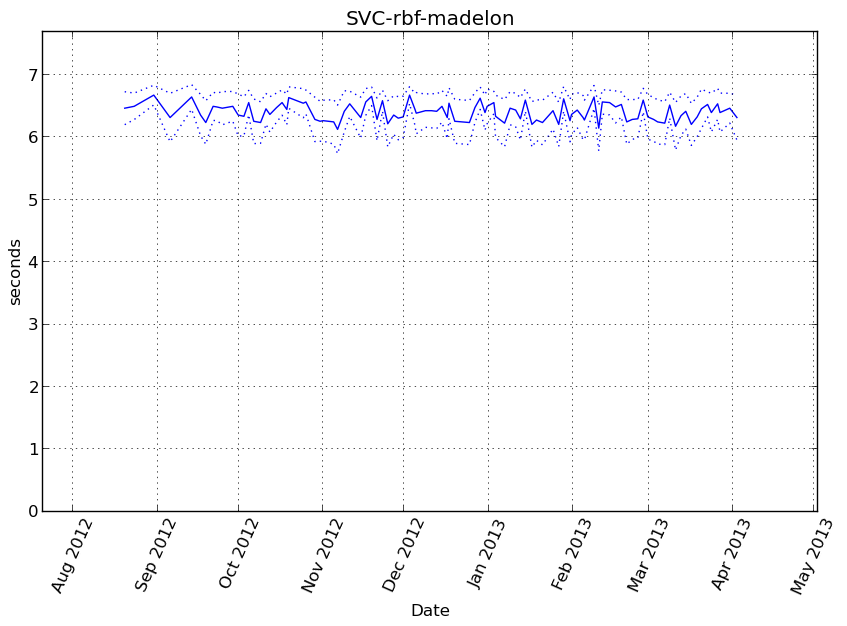 SVC-rbf-madelon
7
6
5
4
3
2
1
0
seconds
Aug 2012
Sep 2012
Oct 2012
Nov 2012
Dec 2012
Jan 2013
Feb 2013
Mar 2013
Apr 2013
May 2013
Date